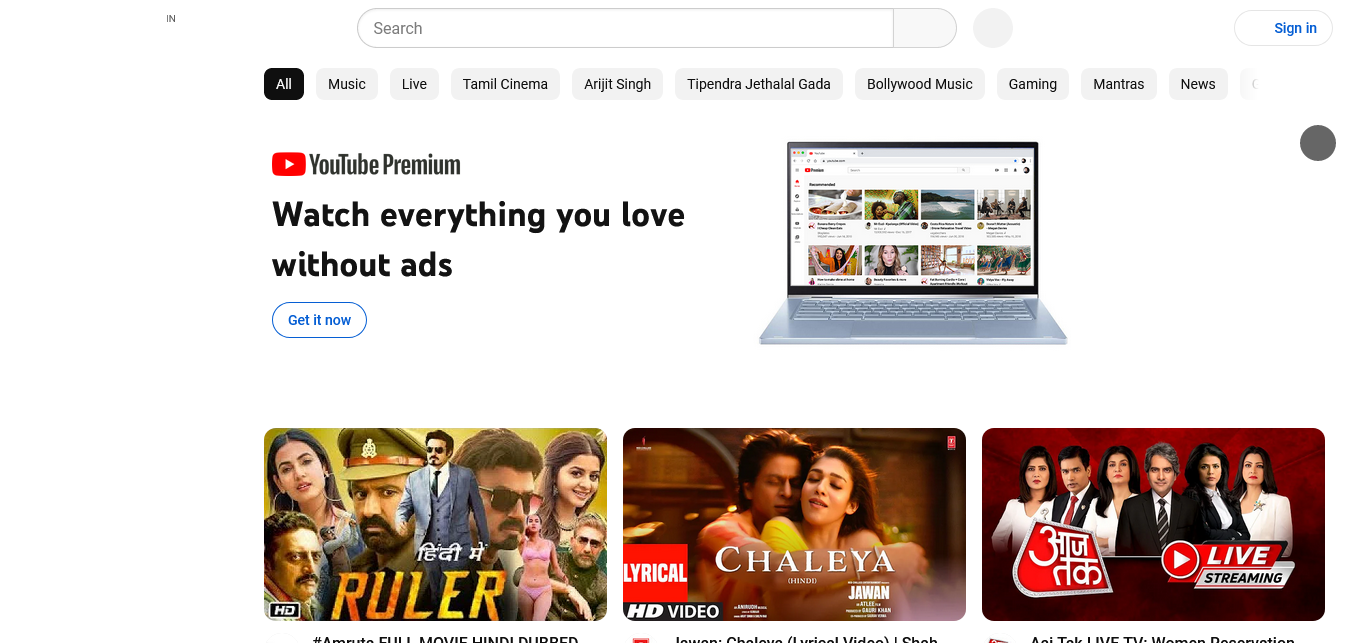 IN
Search
Sign in
All
Music
Live
Tamil Cinema
Arijit Singh
Tipendra Jethalal Gada
Bollywood Music
Gaming
Mantras
News
YouTube Premium
Watch everything you love
without ads
Get it now
Recommended
हिंदी में
RULER
HD
LYRICAL
CHALEYA
(HINDI)
JAWAN
HD VIDEO
आज
तक
LIVE
STREAMING
#Amruta FULL MOVIE HINDI DUBBED
Jawan: Chaleya (Lyrical Video) | Shah
Aaj Tak LIVE TV: Women Reservation